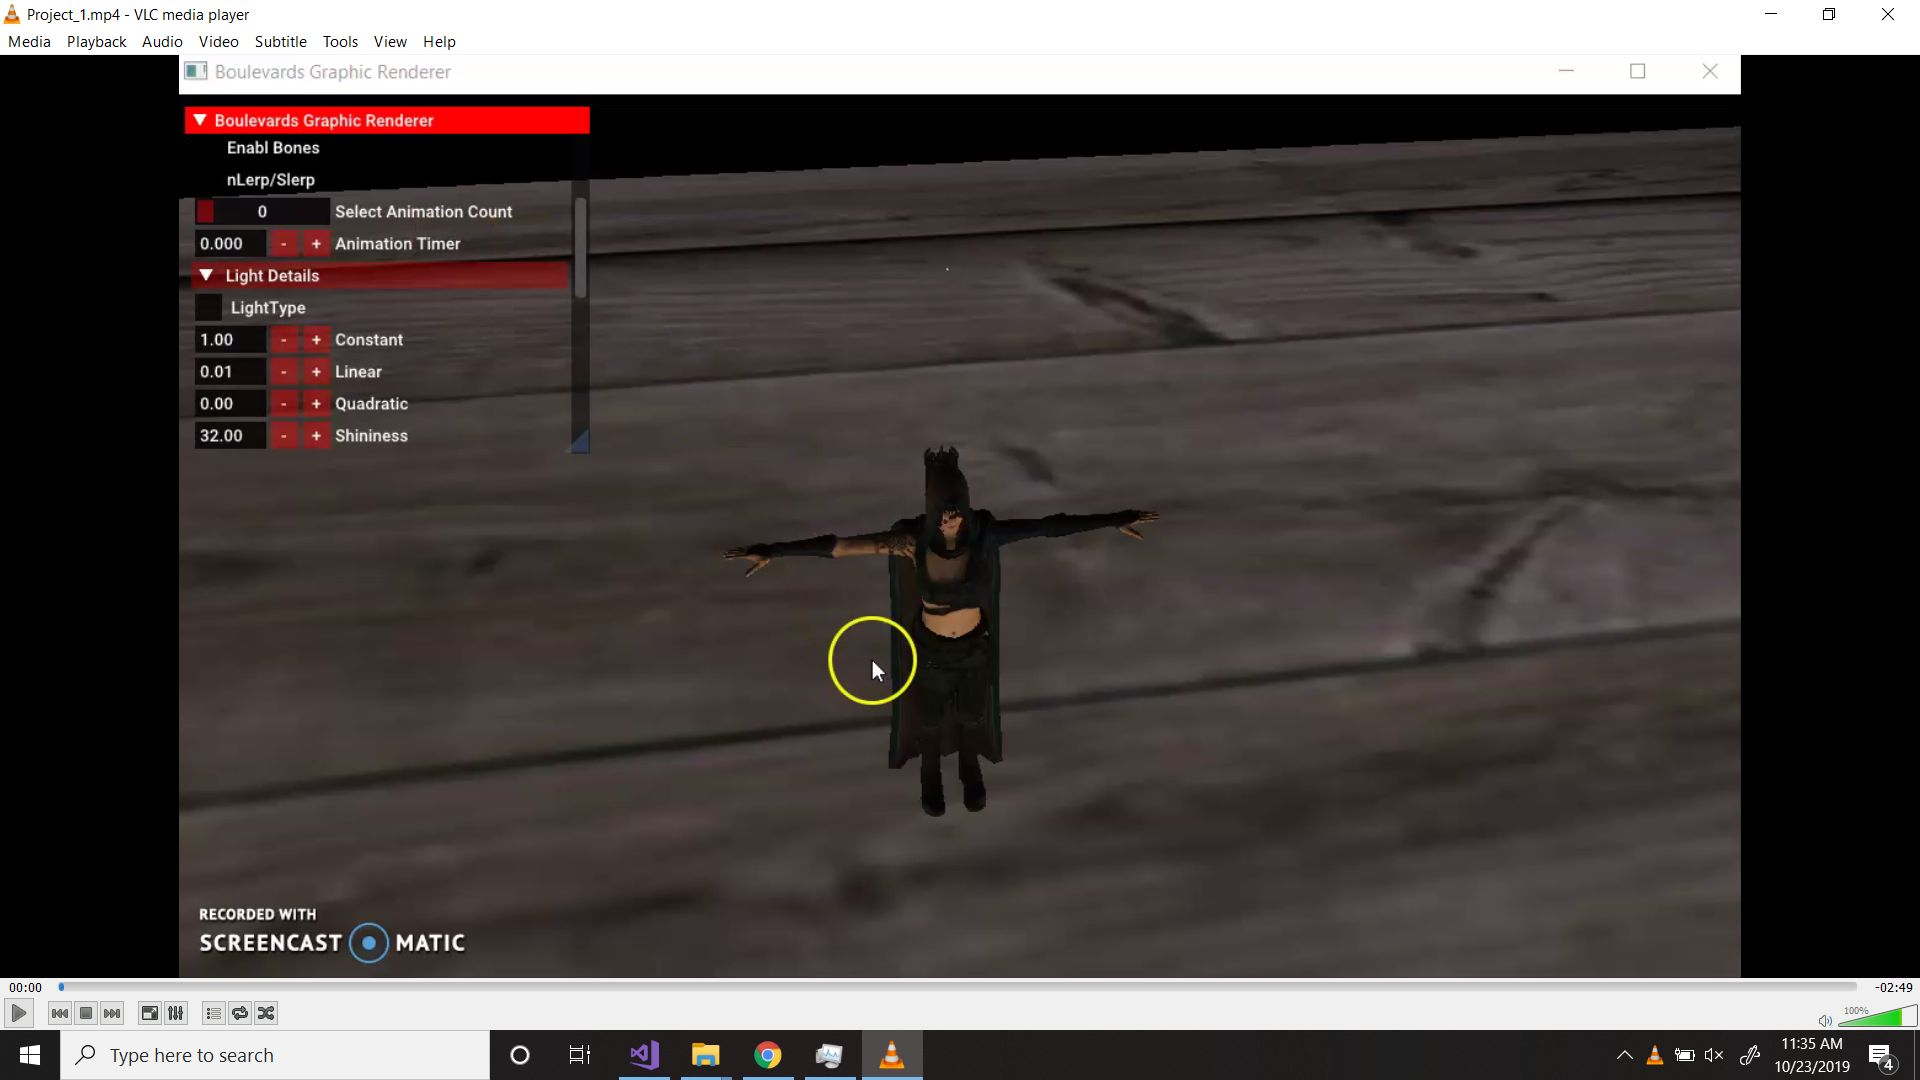 Project_1.mp4 - VLC media player
Media Playback Audio Video Subtitle Tools View Help
Boulevards Graphic Renderer
Boulevards Graphic Renderer
Enabl Bones
nLerp/Slerp
0 Select Animation Count
0.000 - + Animation Timer
Light Details
LightType
1.00 - + Constant
0.01 - + Linear
0.00 - + Quadratic
32.00 - + Shininess
RECORDED WITH
SCREENCAST MATIC
00:00 -02:49
100%
Type here to search
11:35 AM
10/23/2019
4